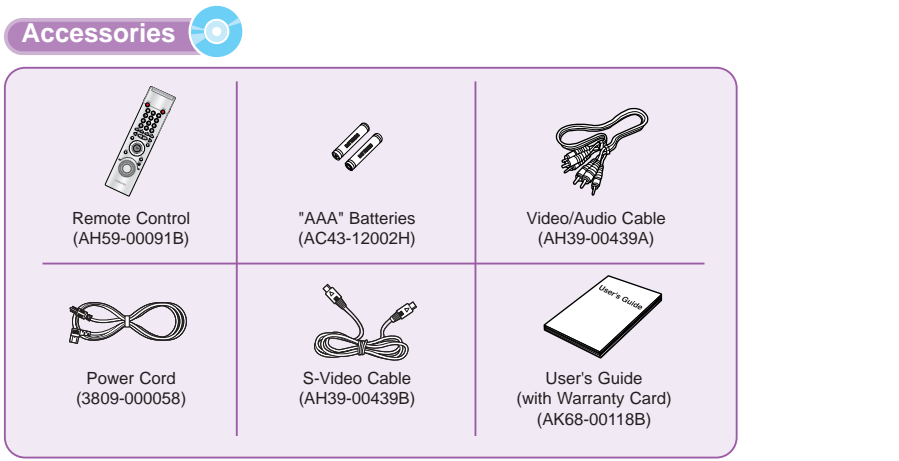 Accessories
Remote Control
(AH59-00091B)
"AAA" Batteries
(AC43-12002H)
Video/Audio Cable
(AH39-00439A)
User's Guide
Power Cord
(3809-000058)
S-Video Cable
(AH39-00439B)
User's Guide
(with Warranty Card)
(AK68-00118B)